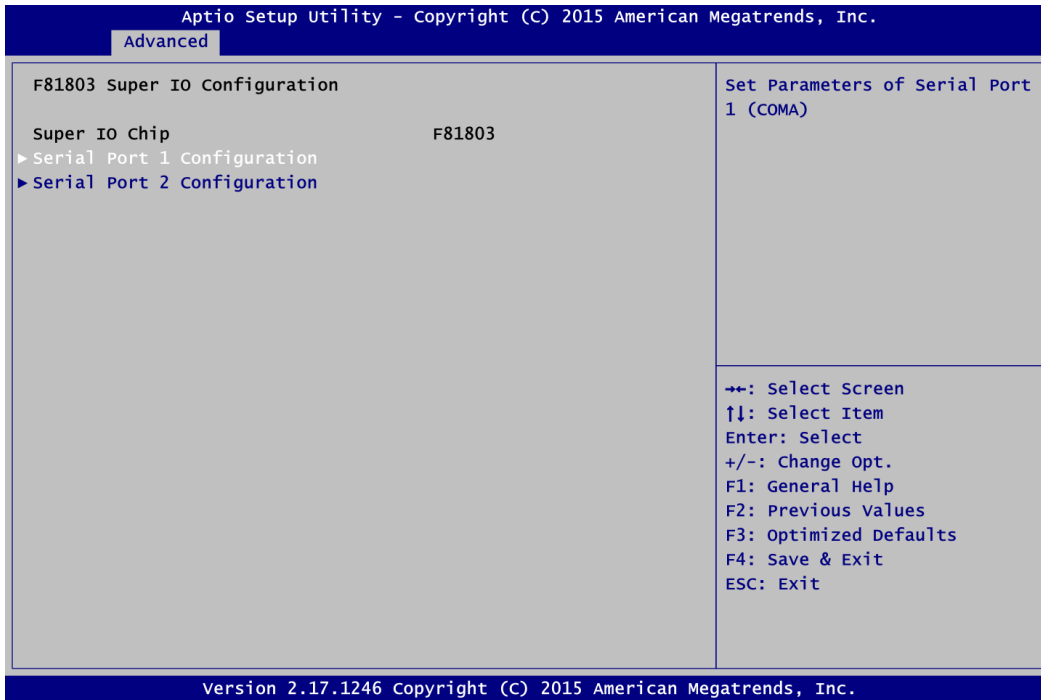 Aptio Setup Utility - Copyright (C) 2015 American Megatrends, Inc.
Advanced
F81803 Super IO Configuration
Super IO Chip F81803
►Serial Port 1 Configuration
►Serial Port 2 Configuration
Set Parameters of Serial Port
1 (COMA)
→←: Select Screen
↑↓: Select Item
Enter: Select
+/-: Change Opt.
F1: General Help
F2: Previous Values
F3: Optimized Defaults
F4: Save & Exit
ESC: Exit
Version 2.17.1246 Copyright (C) 2015 American Megatrends, Inc.